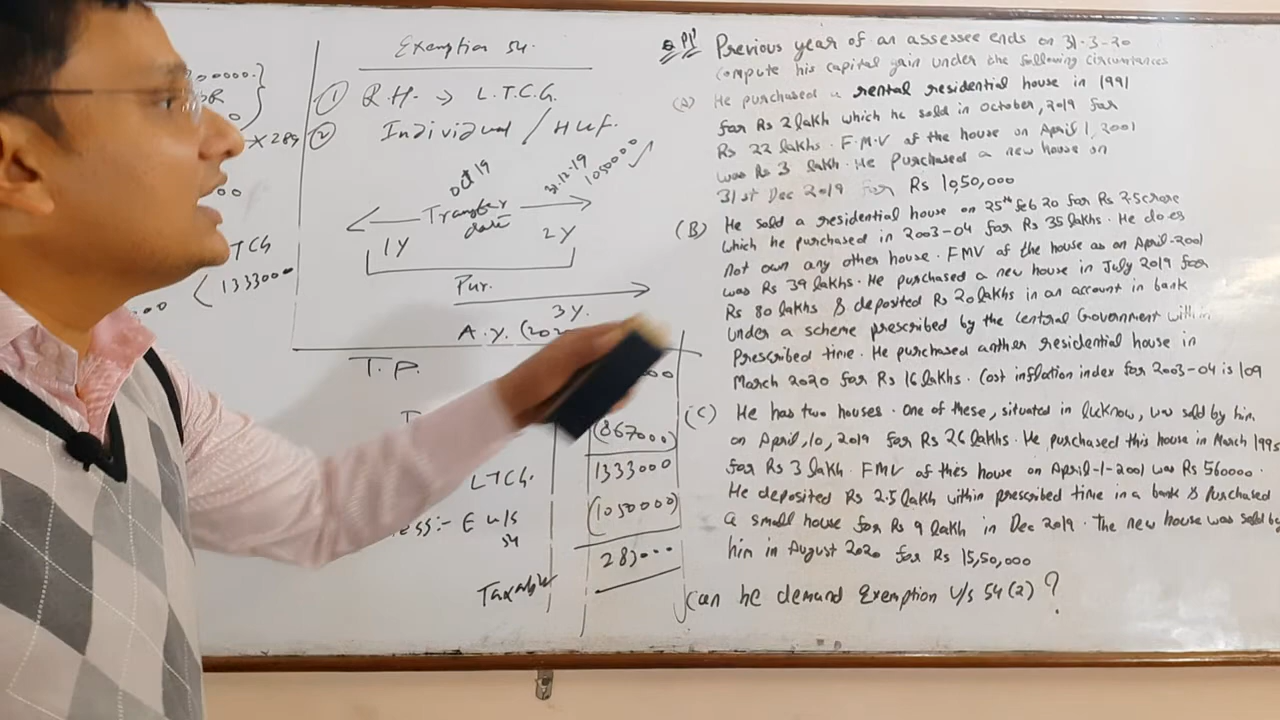 00000.}
× 289
TCG
< 1333000
Exemption 54.
① R.H. → L.T.C.G.
② Individual / HUF.
Oct 19
31.12.19
1050000 ✓
← Transfer date →
1Y
2Y
Pur.
3Y.
A.Y. (202
T.P.
(867000)
LTCG.
1333000
ess:- E u/s 54
(1050000)
Taxable
283000
Previous year of an assessee ends on 31.3-20
Compute his capital gain under the following circumstances
(A) He purchased a rental residential house in 1991
for Rs 2 lakh which he sold in October, 2019 for
Rs 22 lakhs. F.M.V of the house on April 1, 2001
was Rs 3 lakh. He purchased a new house on
31st Dec 2019 for Rs 1050,000
(B) He sold a residential house on 25th feb 20 for Rs 2.5 crore
which he purchased in 2003-04 for Rs 35 lakhs. He does
not own any other house. FMV of the house as on April-2001
was Rs 39 lakhs. He purchased a new house in July 2019 for
Rs 80 lakhs & deposited Rs 20 lakhs in an account in bank
under a scheme prescribed by the Central Government within
Prescribed time. He purchased anther residential house in
March 2020 for Rs 16 lakhs. Cost inflation index for 2003-04 is 109
(C) He has two houses. One of these, situated in lucknow, was sold by him
on April, 10, 2019 for Rs 26 lakhs. He purchased this house in March 1995
for Rs 3 lakh. FMV of this house on April-1-2001 was Rs 560000.
He deposited Rs 2.5 lakh within prescribed time in a bank & Purchased
a small house for Rs 9 lakh in Dec 2019. The new house was sold by
him in August 2020 for Rs 15,50,000
Can he demand Exemption U/s 54(2)?